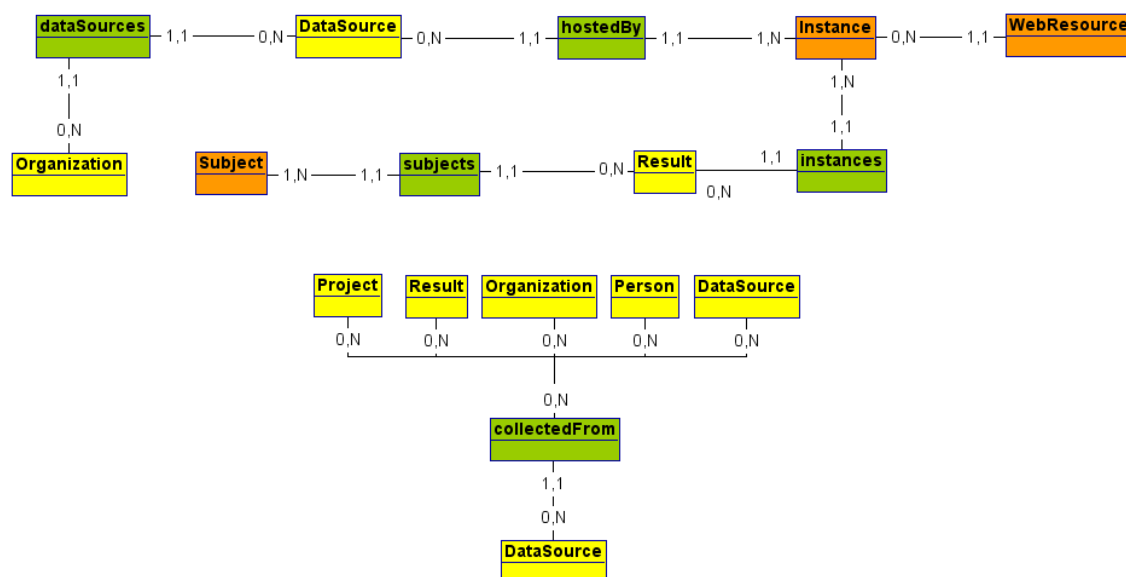 dataSources 1,1 0,N DataSource 0,N 1,1 hostedBy 1,1 1,N Instance 0,N 1,1 WebResource
1,1 1,N
0,N 1,1
Organization Subject 1,N 1,1 subjects 1,1 0,N Result 1,1 instances
0,N
Project Result Organization Person DataSource
0,N 0,N 0,N 0,N 0,N
0,N
collectedFrom
1,1
0,N
DataSource